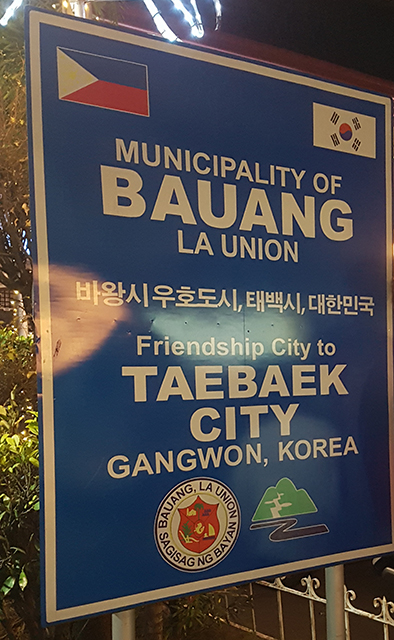 MUNICIPALITY OF
BAUANG
LA UNION
바왕시 우호도시, 태백시, 대한민국
Friendship City to
TAEBAEK
CITY
GANGWON, KOREA
BAUANG, LA UNION
SAGISAG NG BAYAN